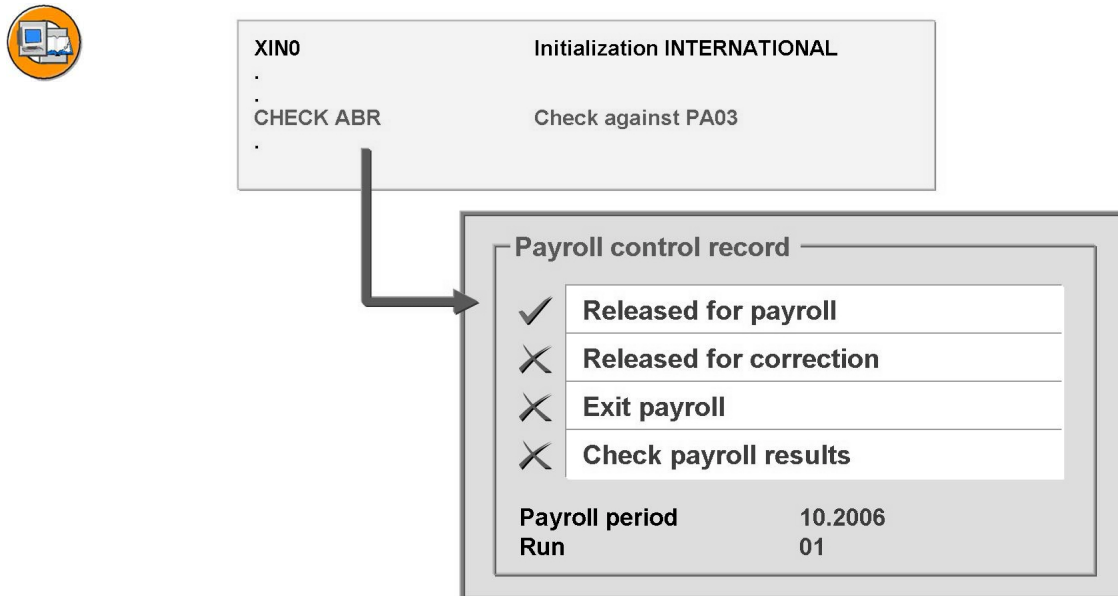 XIN0 Initialization INTERNATIONAL
.
.
CHECK ABR Check against PA03
.
Payroll control record
Released for payroll
Released for correction
Exit payroll
Check payroll results
Payroll period 10.2006
Run 01